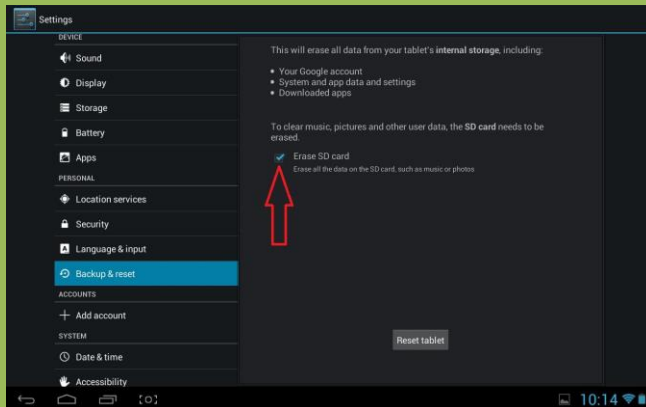 Settings
DEVICE
Sound
Display
Storage
Battery
Apps
PERSONAL
Location services
Security
Language & input
Backup & reset
ACCOUNTS
Add account
SYSTEM
Date & time
Accessibility
This will erase all data from your tablet's internal storage, including:
• Your Google account
• System and app data and settings
• Downloaded apps
To clear music, pictures and other user data, the SD card needs to be
erased.
Erase SD card
Erase all the data on the SD card, such as music or photos
Reset tablet
10:14